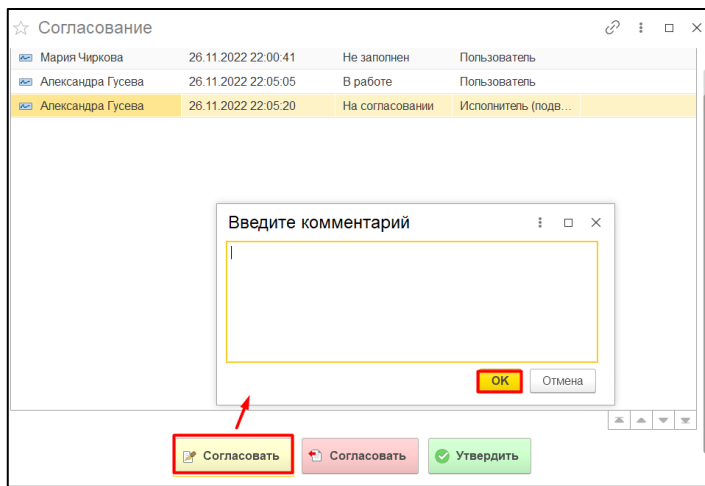 Согласование
Мария Чиркова 26.11.2022 22:00:41 Не заполнен Пользователь
Александра Гусева 26.11.2022 22:05:05 В работе Пользователь
Александра Гусева 26.11.2022 22:05:20 На согласовании Исполнитель (подв...
Введите комментарий
OK Отмена
Согласовать Согласовать Утвердить